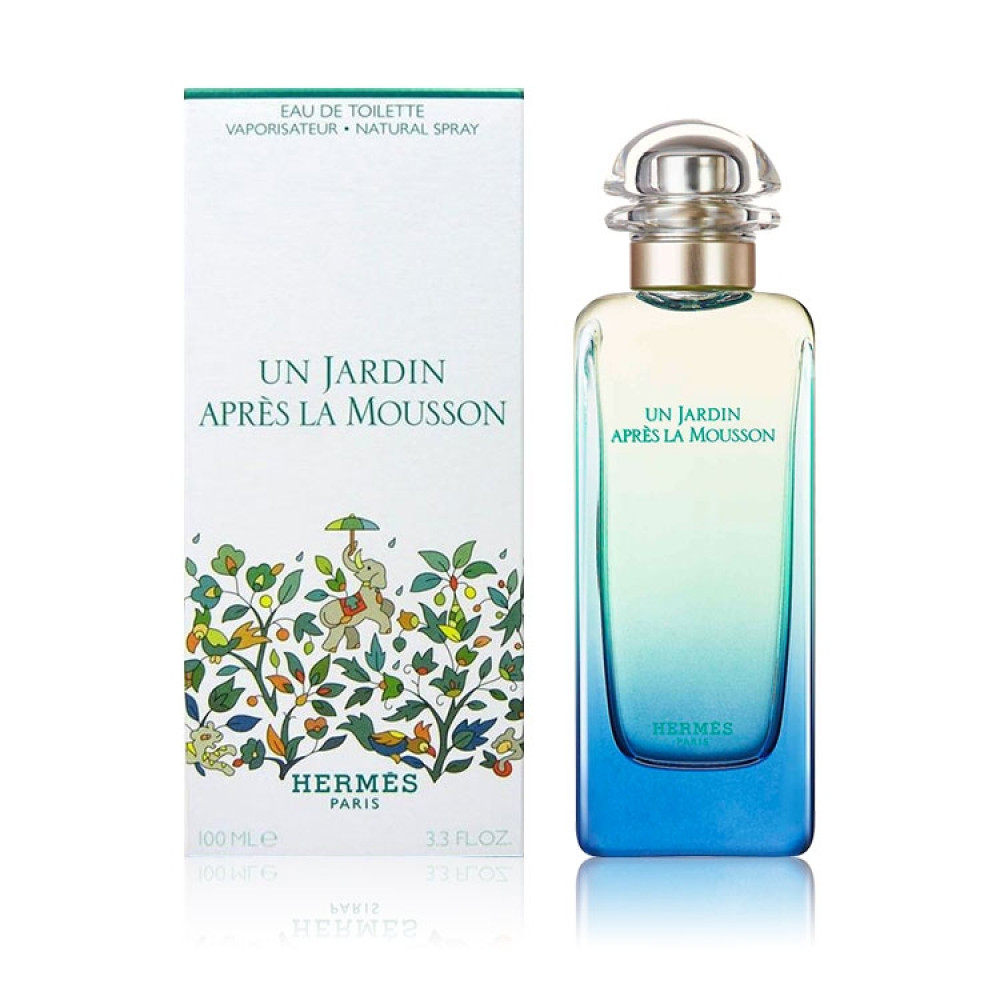 EAU DE TOILETTE
VAPORISATEUR • NATURAL SPRAY
UN JARDIN
APRÈS LA MOUSSON
HERMÈS
PARIS
100 ML e
3.3 FL.OZ.
UN JARDIN
APRÈS LA MOUSSON
HERMÈS
PARIS